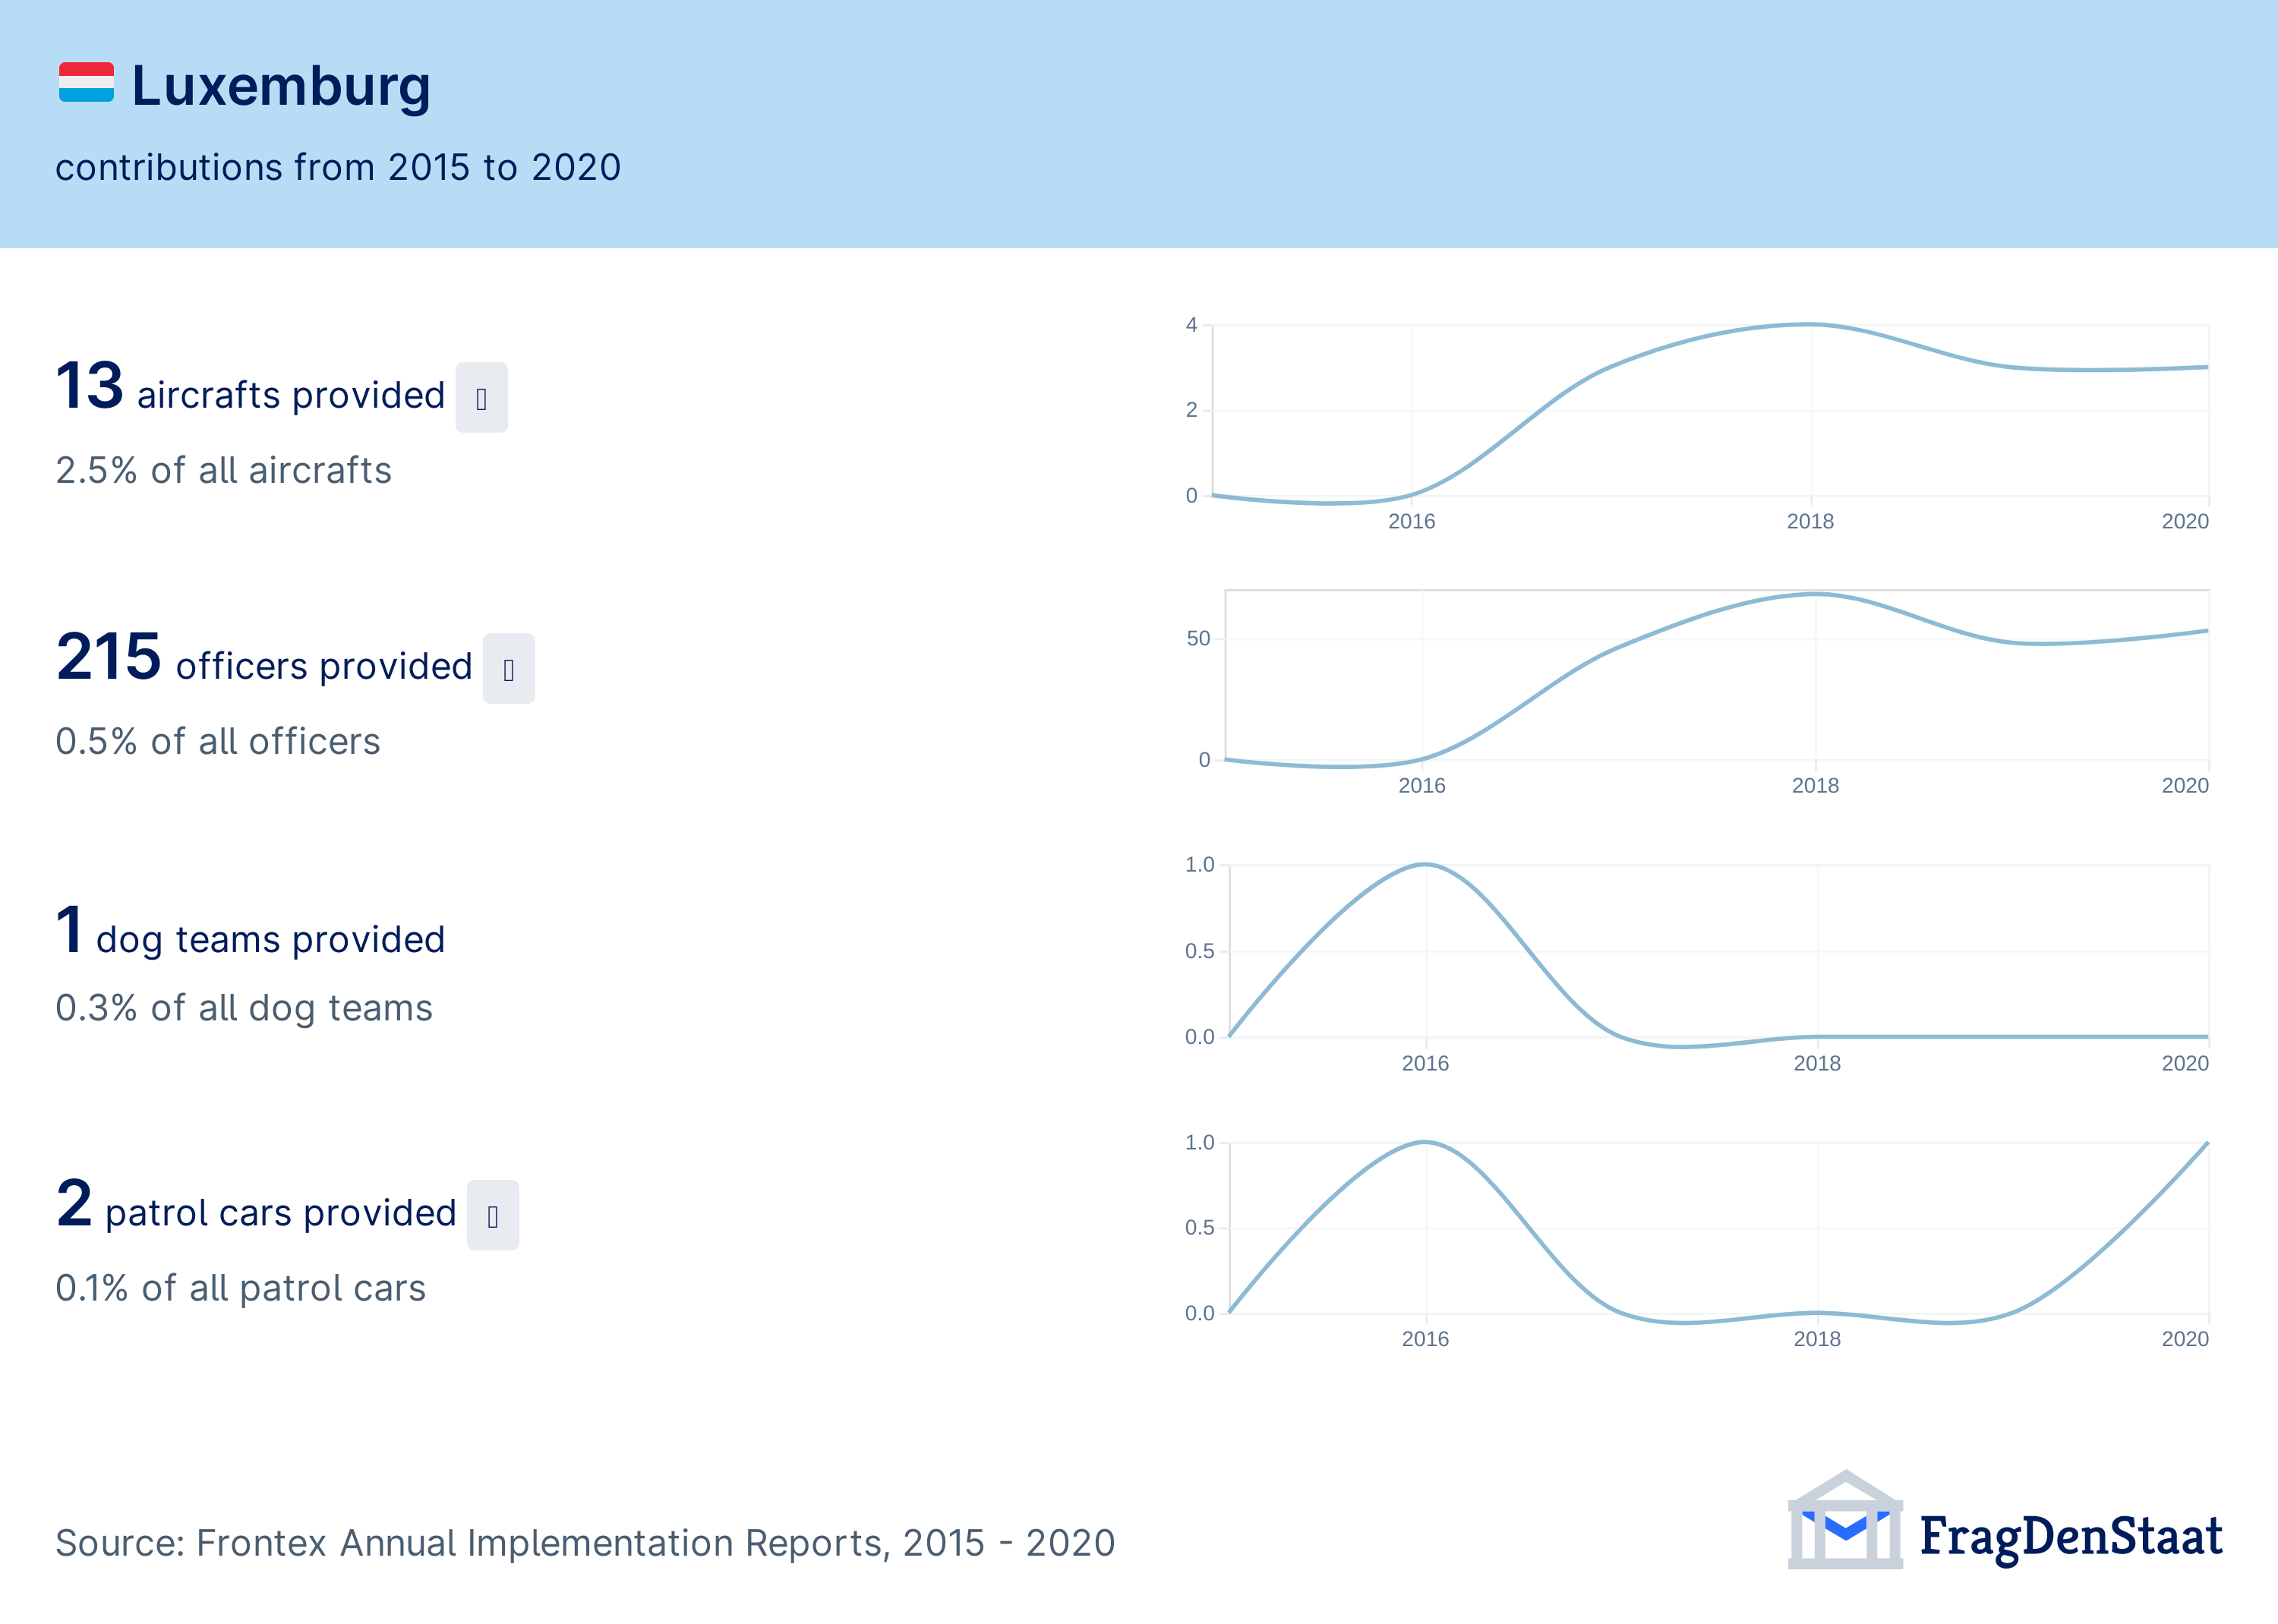 Luxemburg
contributions from 2015 to 2020
13 aircrafts provided
2.5% of all aircrafts
4
2
0
2016 2018 2020
215 officers provided
0.5% of all officers
50
0
2016 2018 2020
1 dog teams provided
0.3% of all dog teams
1.0
0.5
0.0
2016 2018 2020
2 patrol cars provided
0.1% of all patrol cars
1.0
0.5
0.0
2016 2018 2020
Source: Frontex Annual Implementation Reports, 2015 - 2020
FragDenStaat